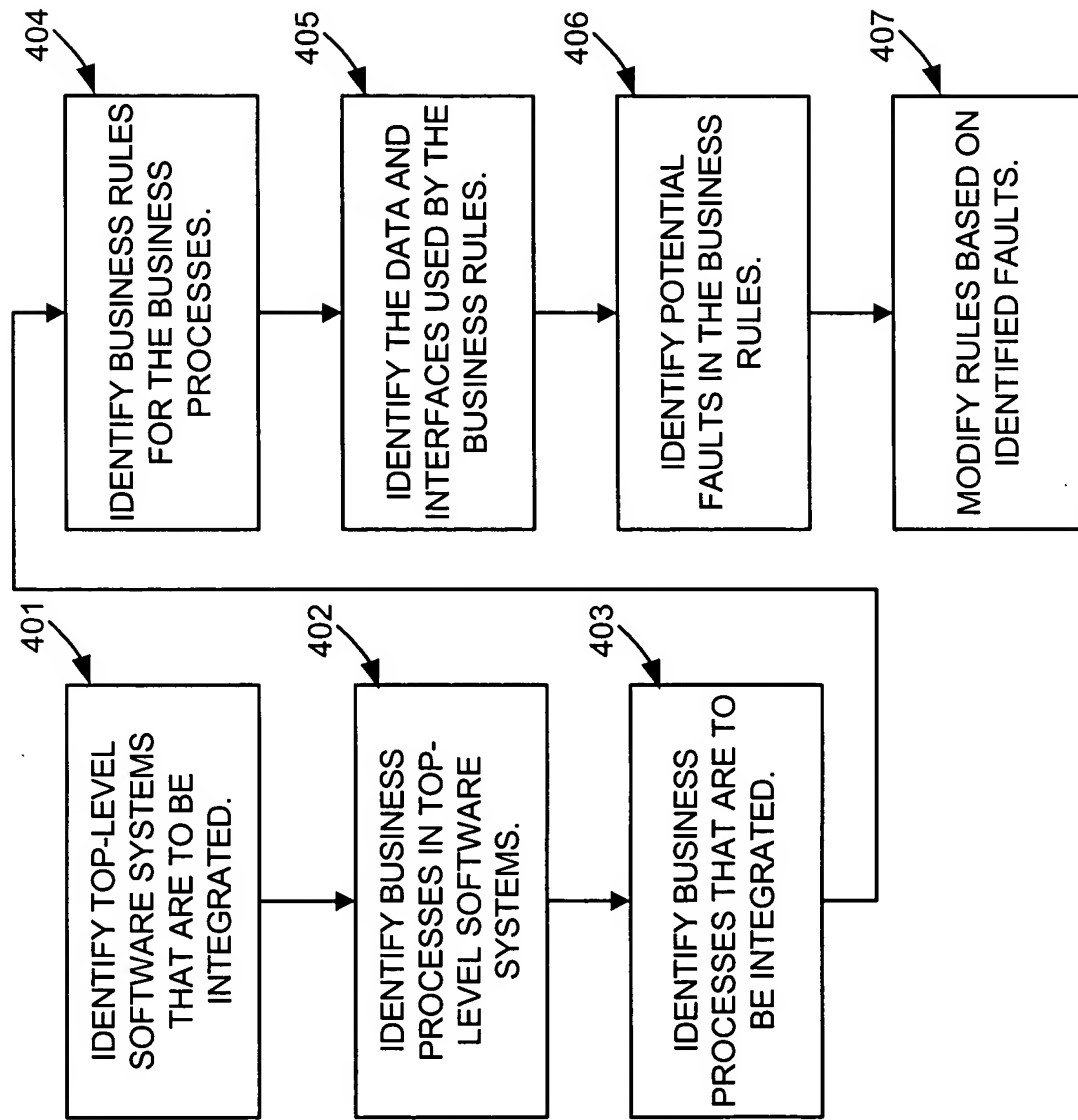 401
IDENTIFY TOP-LEVEL
SOFTWARE SYSTEMS
THAT ARE TO BE
INTEGRATED.
402
IDENTIFY BUSINESS
PROCESSES IN TOP-
LEVEL SOFTWARE
SYSTEMS.
403
IDENTIFY BUSINESS
PROCESSES THAT ARE TO
BE INTEGRATED.
404
IDENTIFY BUSINESS RULES
FOR THE BUSINESS
PROCESSES.
405
IDENTIFY THE DATA AND
INTERFACES USED BY THE
BUSINESS RULES.
406
IDENTIFY POTENTIAL
FAULTS IN THE BUSINESS
RULES.
407
MODIFY RULES BASED ON
IDENTIFIED FAULTS.